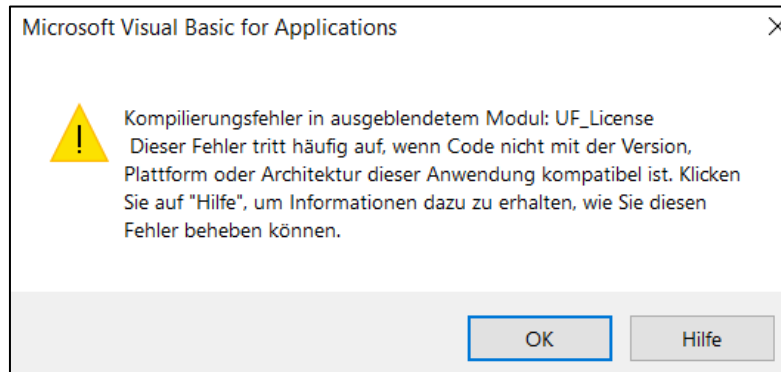 Microsoft Visual Basic for Applications
Kompilierungsfehler in ausgeblendetem Modul: UF_License
Dieser Fehler tritt häufig auf, wenn Code nicht mit der Version,
Plattform oder Architektur dieser Anwendung kompatibel ist. Klicken
Sie auf "Hilfe", um Informationen dazu zu erhalten, wie Sie diesen
Fehler beheben können.
OK
Hilfe